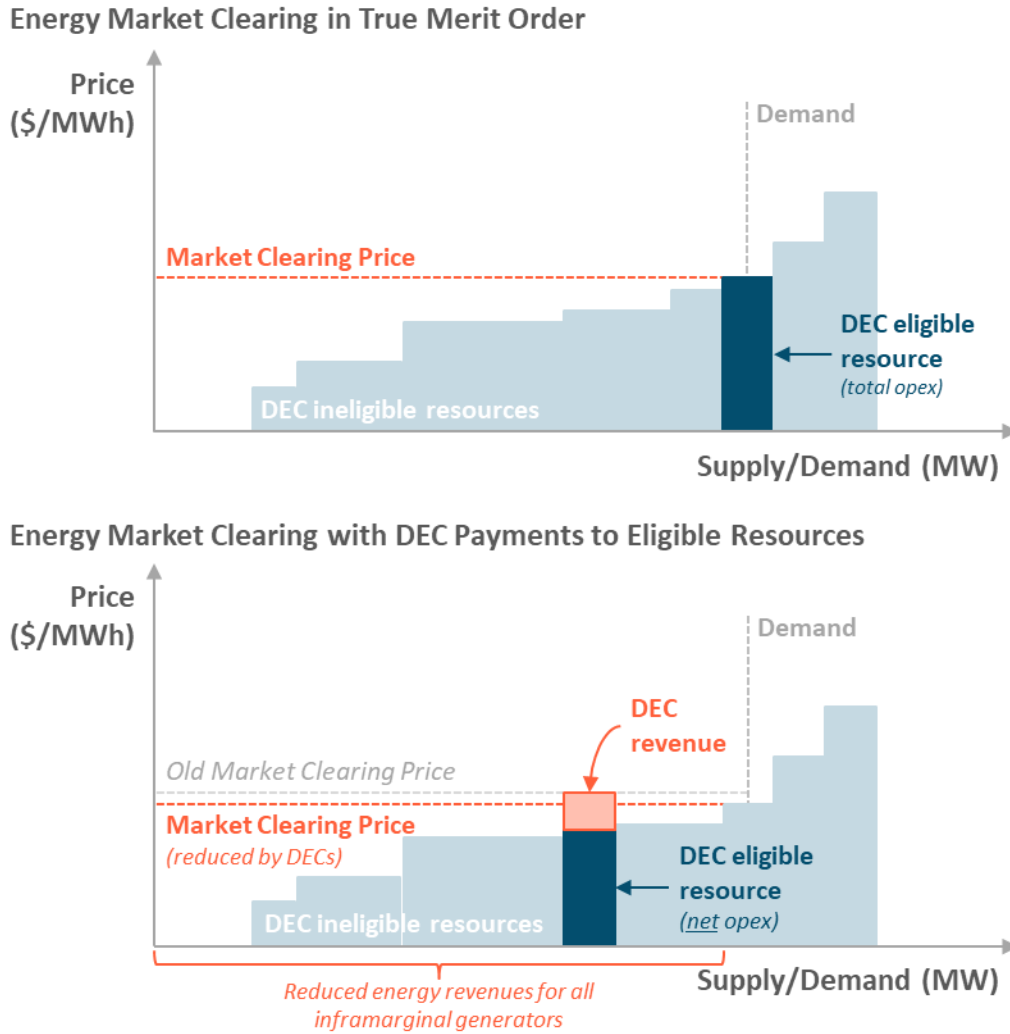 Energy Market Clearing in True Merit Order
Price
($/MWh)
Demand
Market Clearing Price
DEC eligible
resource
(total opex)
DEC ineligible resources
Supply/Demand (MW)
Energy Market Clearing with DEC Payments to Eligible Resources
Price
($/MWh)
Demand
DEC
revenue
Old Market Clearing Price
Market Clearing Price
(reduced by DECs)
DEC eligible
resource
(net opex)
DEC ineligible resources
Supply/Demand (MW)
Reduced energy revenues for all
inframarginal generators